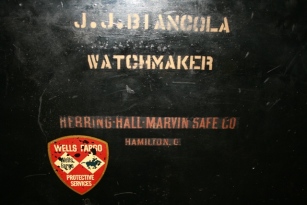 J.J.BIANCOLA
WATCHMAKER
HERRING-HALL-MARVIN SAFE CO
HAMILTON, O.
WELLS FARGO
PROTECTIVE
SERVICES